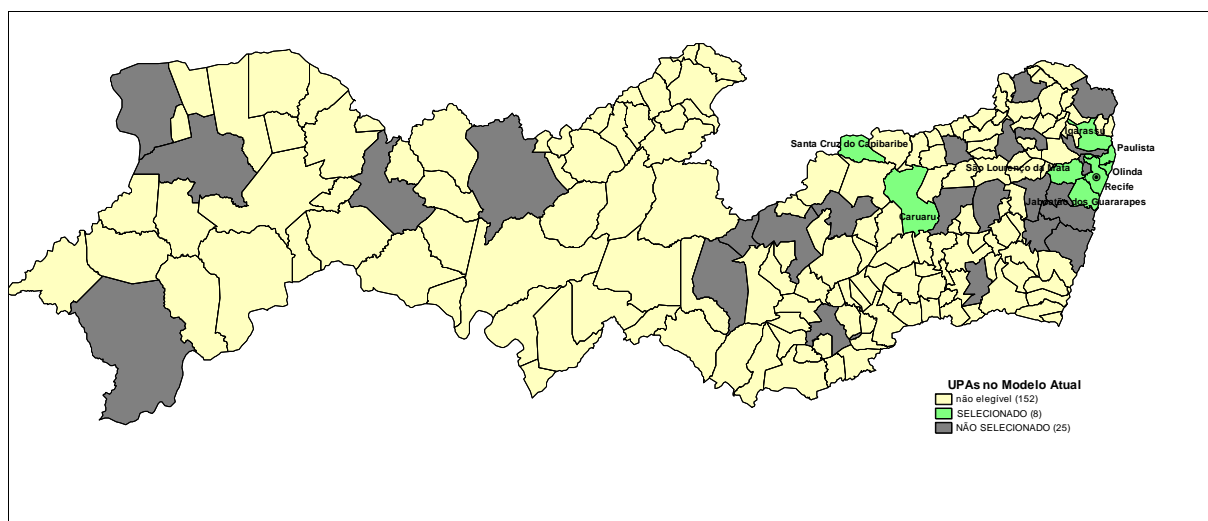 Igarassu
Santa Cruz do Capibaribe
Paulista
São Lourenço da Mata
Olinda
Recife
Jaboatão dos Guararapes
Caruaru
UPAs no Modelo Atual
não elegível (152)
SELECIONADO (8)
NÃO SELECIONADO (25)